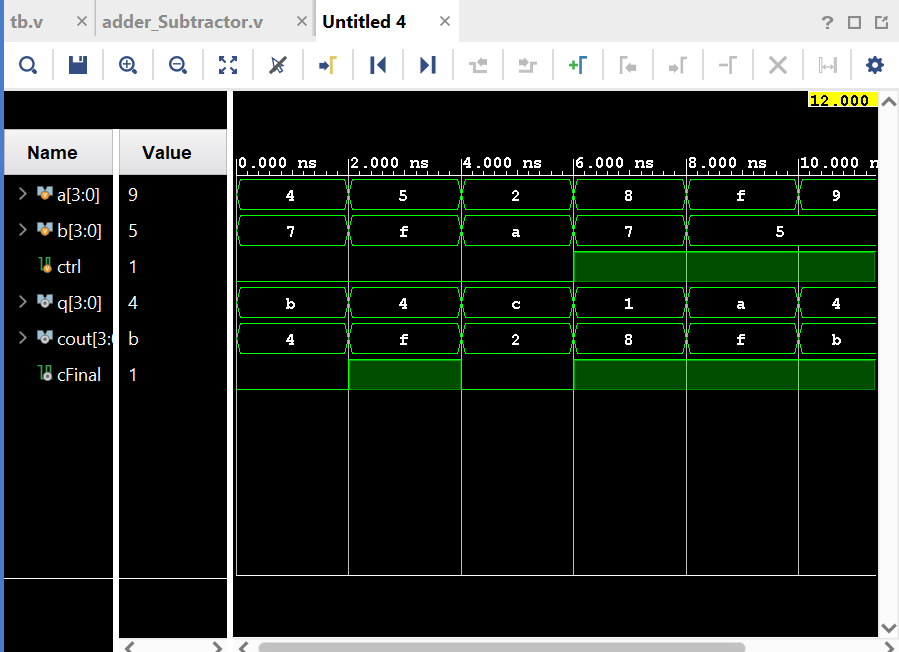 tb.v × adder_Subtractor.v × Untitled 4 × ?
12.000
Name Value
0.000 ns 2.000 ns 4.000 ns 6.000 ns 8.000 ns 10.000 n
a[3:0] 9 4 5 2 8 f 9
b[3:0] 5 7 f a 7 5
ctrl 1
q[3:0] 4 b 4 c 1 a 4
cout[3:0 b 4 f 2 8 f b
cFinal 1